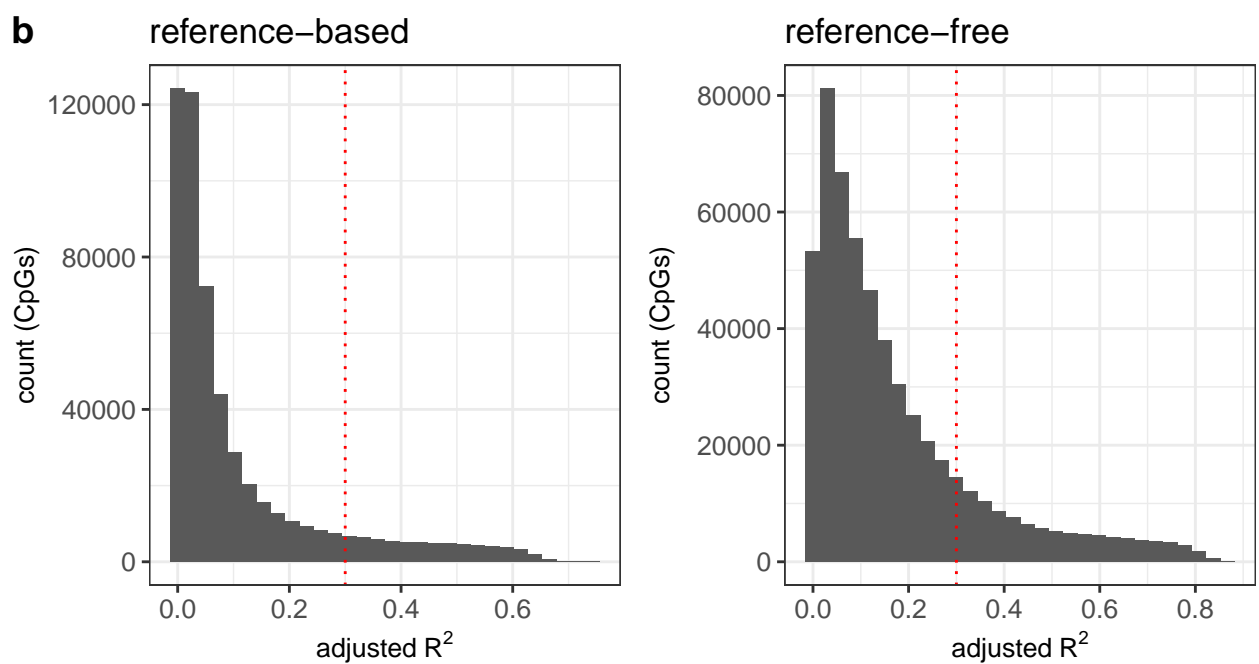 b
reference−based
120000
80000
40000
0
count (CpGs)
0.0 0.2 0.4 0.6
adjusted R²
reference−free
80000
60000
40000
20000
0
count (CpGs)
0.0 0.2 0.4 0.6 0.8
adjusted R²